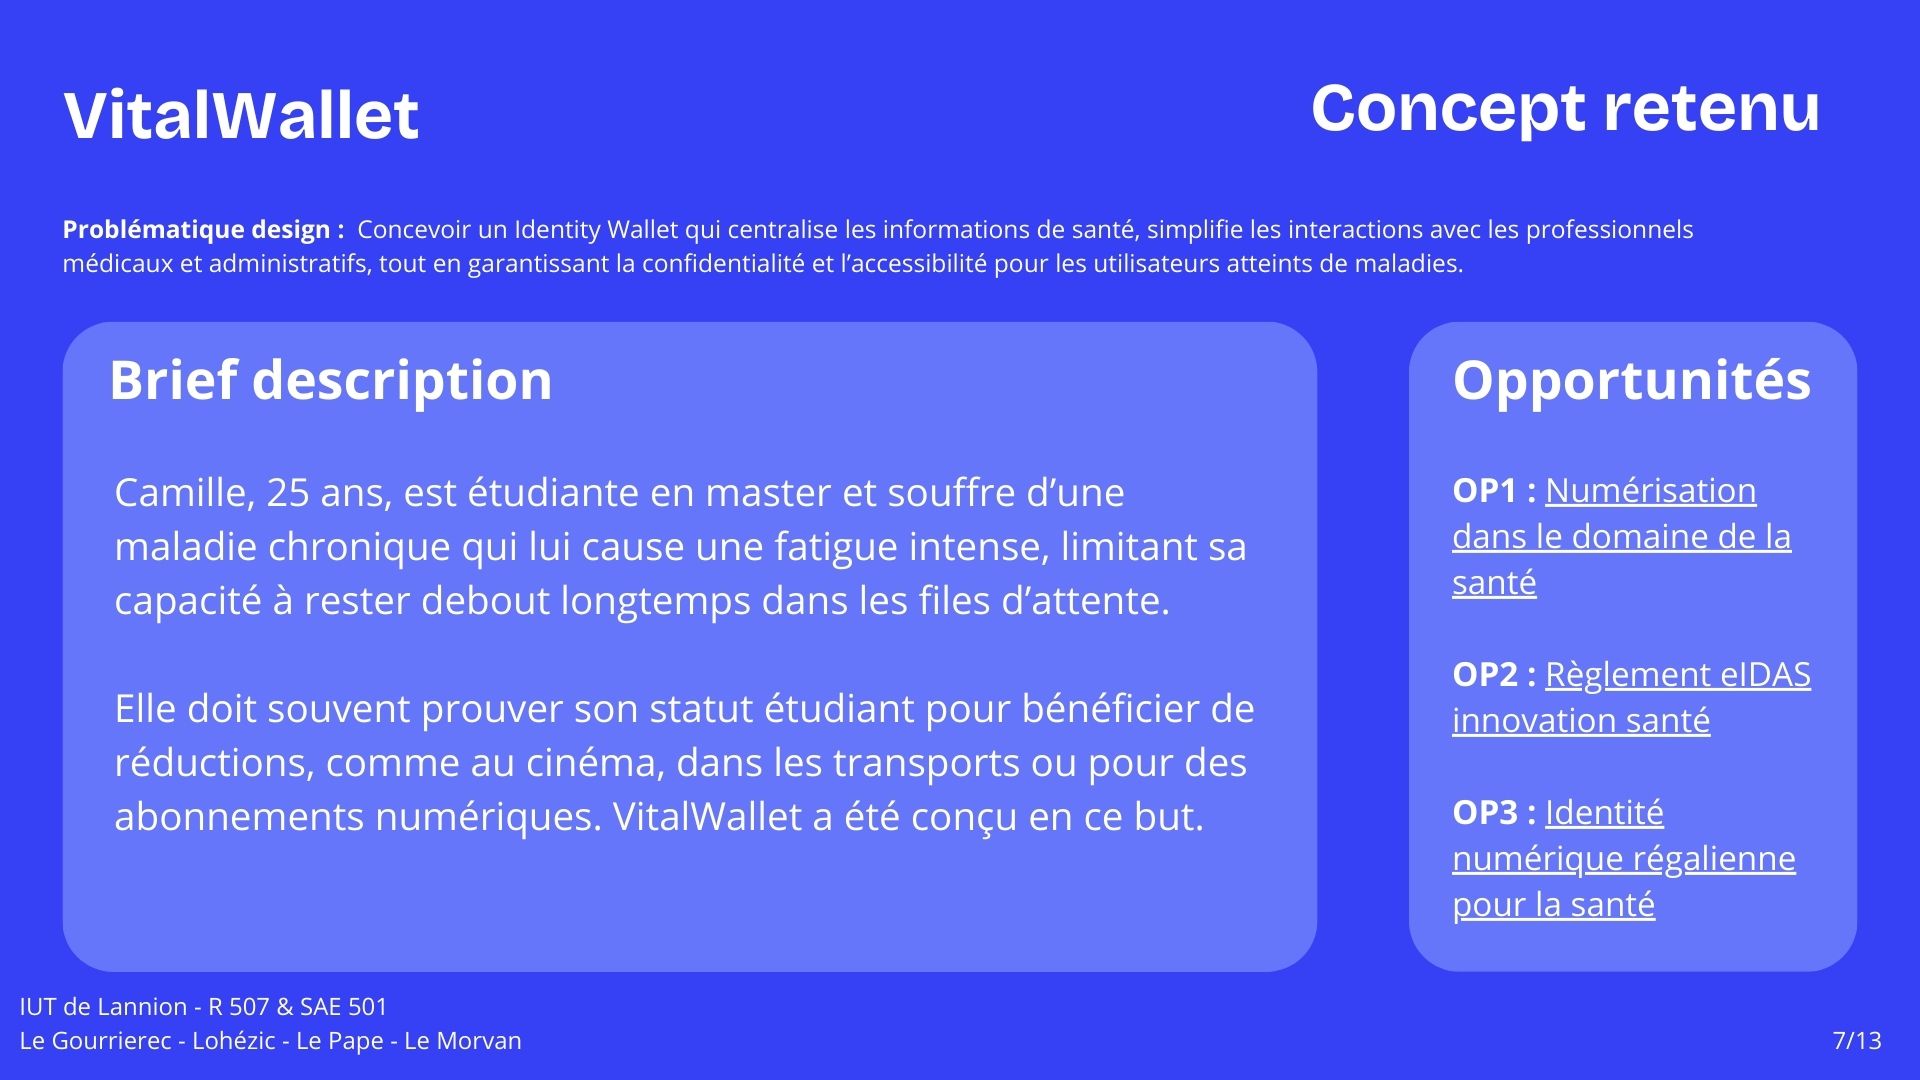 VitalWallet
Concept retenu
Problématique design : Concevoir un Identity Wallet qui centralise les informations de santé, simplifie les interactions avec les professionnels
médicaux et administratifs, tout en garantissant la confidentialité et l’accessibilité pour les utilisateurs atteints de maladies.
Brief description
Camille, 25 ans, est étudiante en master et souffre d’une
maladie chronique qui lui cause une fatigue intense, limitant sa
capacité à rester debout longtemps dans les files d’attente.
Elle doit souvent prouver son statut étudiant pour bénéficier de
réductions, comme au cinéma, dans les transports ou pour des
abonnements numériques. VitalWallet a été conçu en ce but.
Opportunités
OP1 : Numérisation
dans le domaine de la
santé
OP2 : Règlement eIDAS
innovation santé
OP3 : Identité
numérique régalienne
pour la santé
IUT de Lannion - R 507 & SAE 501
Le Gourrierec - Lohézic - Le Pape - Le Morvan
7/13